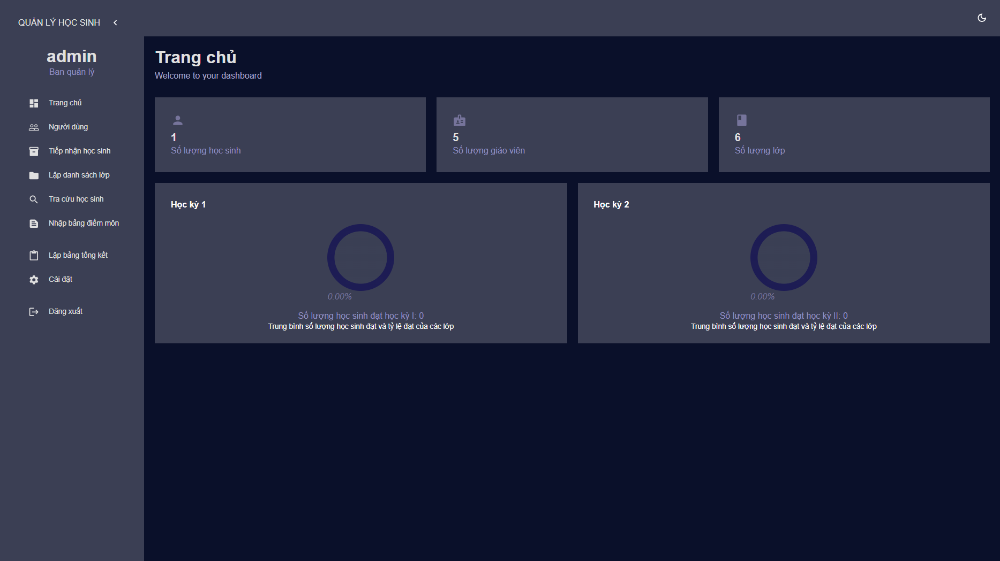 QUẢN LÝ HỌC SINH
admin
Ban quản lý
Trang chủ
Người dùng
Tiếp nhận học sinh
Lập danh sách lớp
Tra cứu học sinh
Nhập bảng điểm môn
Lập bảng tổng kết
Cài đặt
Đăng xuất
Trang chủ
Welcome to your dashboard
1
Số lượng học sinh
5
Số lượng giáo viên
6
Số lượng lớp
Học kỳ 1
0.00%
Số lượng học sinh đạt học kỳ I: 0
Trung bình số lượng học sinh đạt và tỷ lệ đạt của các lớp
Học kỳ 2
0.00%
Số lượng học sinh đạt học kỳ II: 0
Trung bình số lượng học sinh đạt và tỷ lệ đạt của các lớp